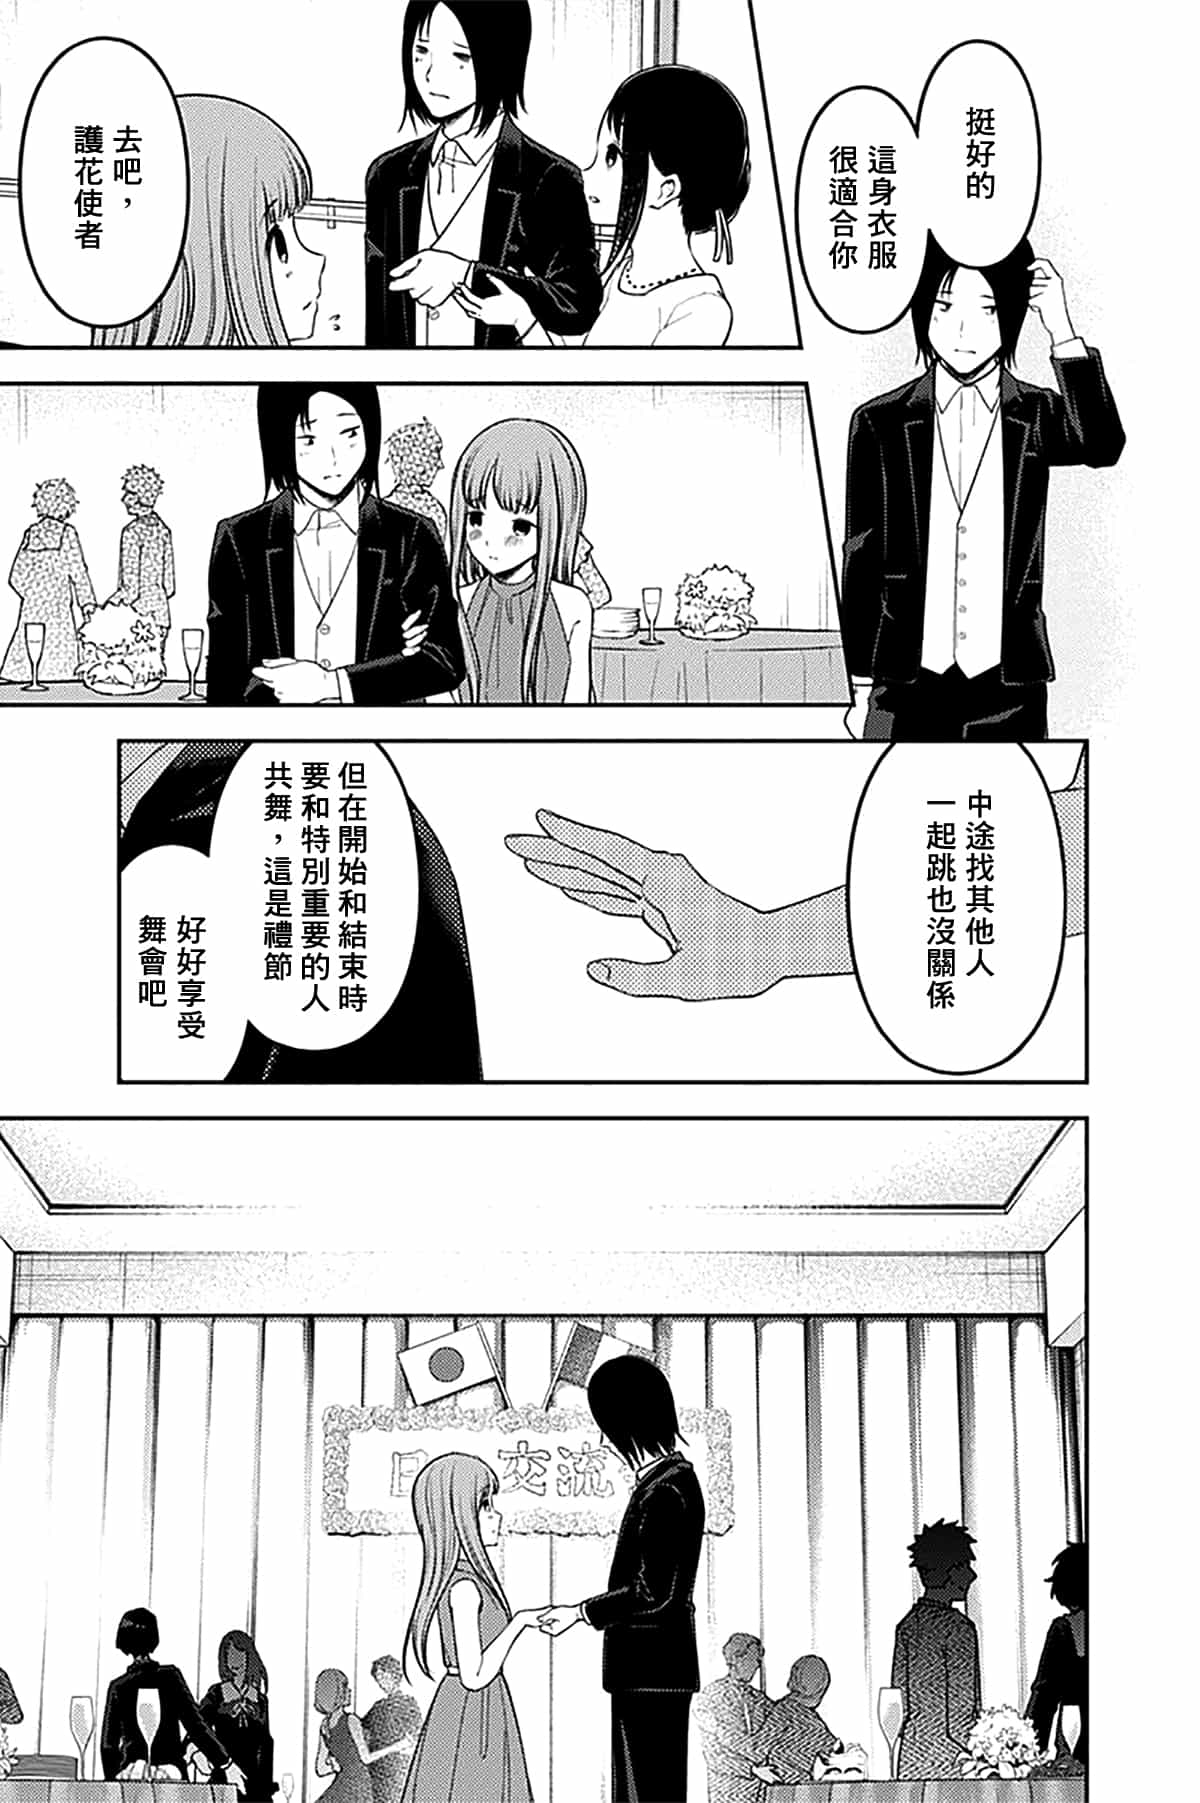 挺好的
這身衣服
很適合你
去吧，
護花使者
中途找其他人
一起跳也沒關係
但在開始和結束時
要和特別重要的人
共舞，這是禮節
好好享受
舞會吧
日
交流